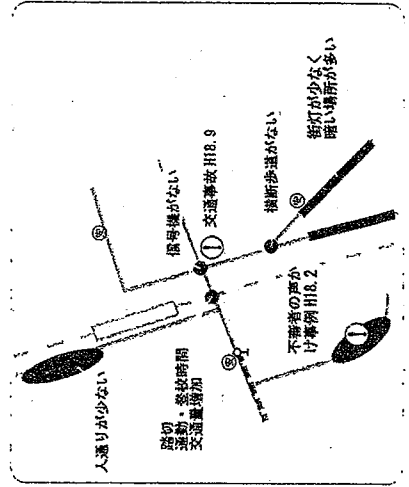 人通りが少ない
踏切
通勤・登校時間
交通量増加
信号機がない
交通事故 H18.9
不審者の声か
け事例 H18.2
横断歩道がない
街灯が少なく
暗い場所が多い